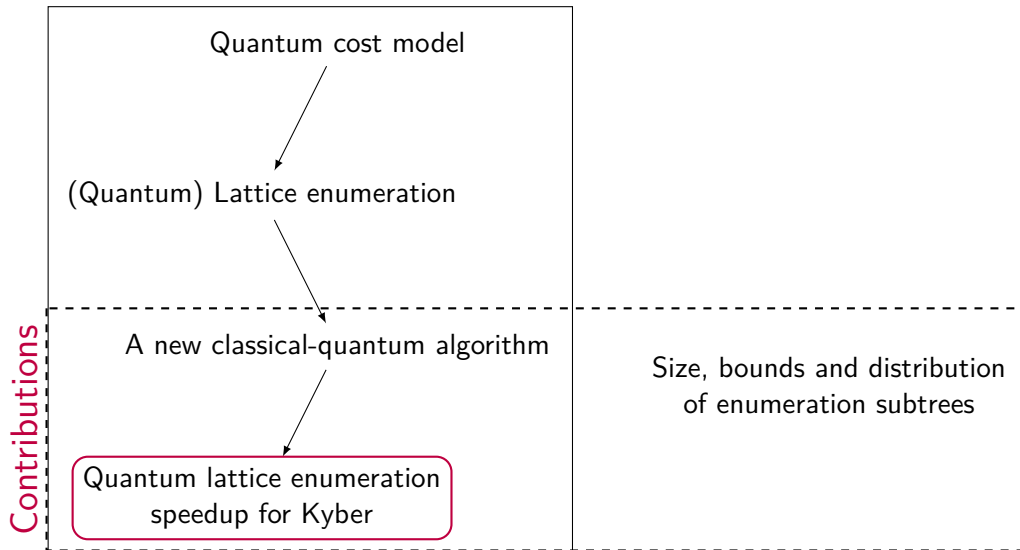 Quantum cost model
(Quantum) Lattice enumeration
Contributions
A new classical-quantum algorithm
Size, bounds and distribution
of enumeration subtrees
Quantum lattice enumeration
speedup for Kyber